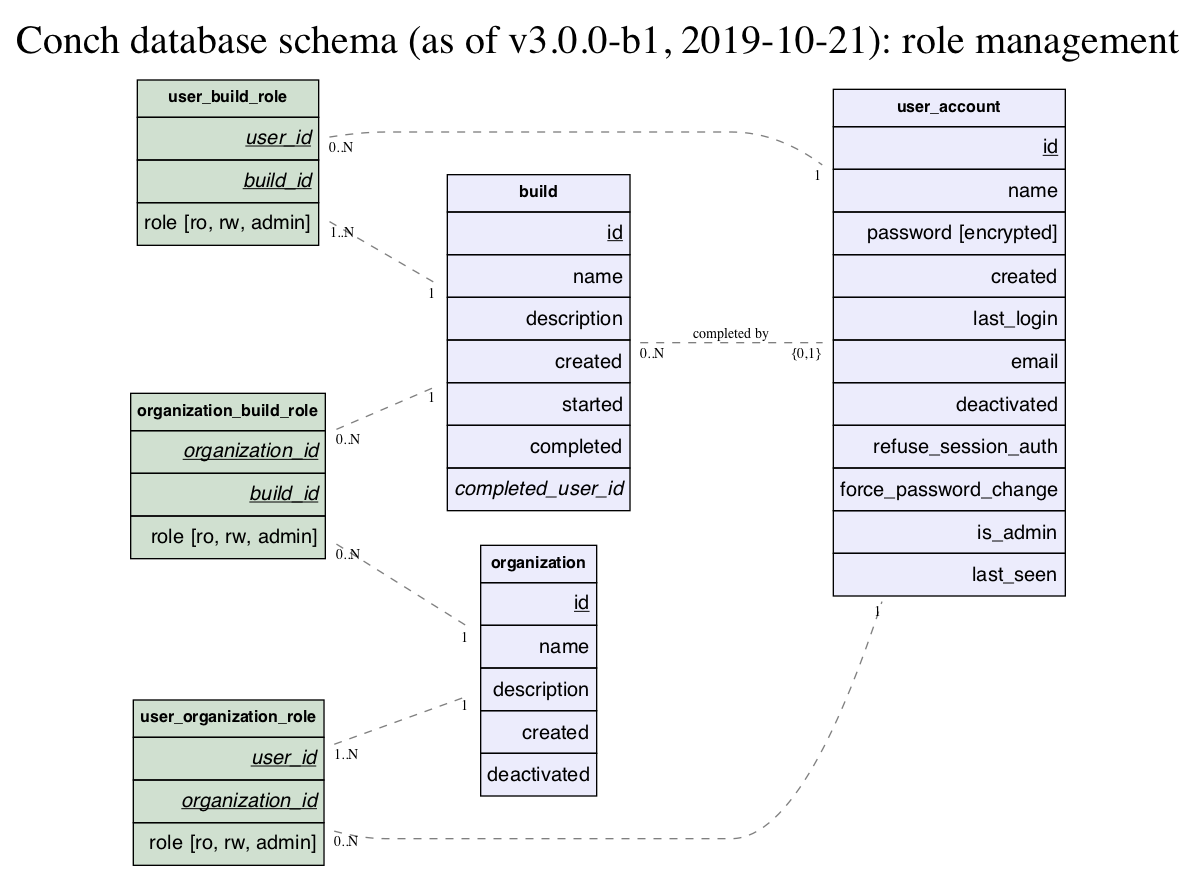 Conch database schema (as of v3.0.0-b1, 2019-10-21): role management
user_build_role
user_id
build_id
role [ro, rw, admin]
0..N
1..N
1
1
build
id
name
description
created
started
completed
completed_user_id
completed by
0..N
{0,1}
user_account
id
name
password [encrypted]
created
last_login
email
deactivated
refuse_session_auth
force_password_change
is_admin
last_seen
1
organization_build_role
organization_id
build_id
role [ro, rw, admin]
0..N
1
0..N
1
organization
id
name
description
created
deactivated
user_organization_role
user_id
organization_id
role [ro, rw, admin]
1..N
1
0..N